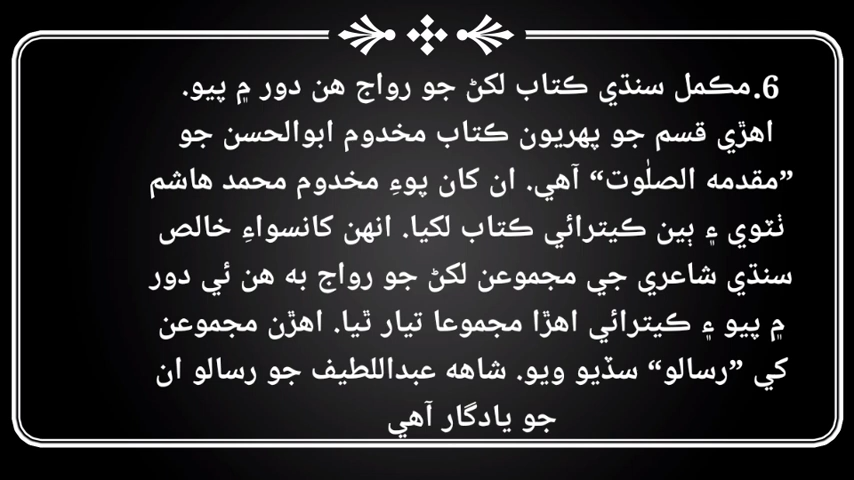 6.مڪمل سنڌي ڪتاب لکڻ جو رواج هن دور ۾ پيو.
اهڙي قسم جو پهريون ڪتاب مخدوم ابوالحسن جو
”مقدمه الصلٰوت“ آهي. ان کان پوءِ مخدوم محمد هاشم
ٺٽوي ۽ ٻين ڪيترائي ڪتاب لکيا. انهن کانسواءِ خالص
سنڌي شاعري جي مجموعن لکڻ جو رواج به هن ئي دور
۾ پيو ۽ ڪيترائي اهڙا مجموعا تيار ٿيا. اهڙن مجموعن
کي ”رسالو“ سڏيو ويو. شاهه عبداللطيف جو رسالو ان
جو يادگار آهي